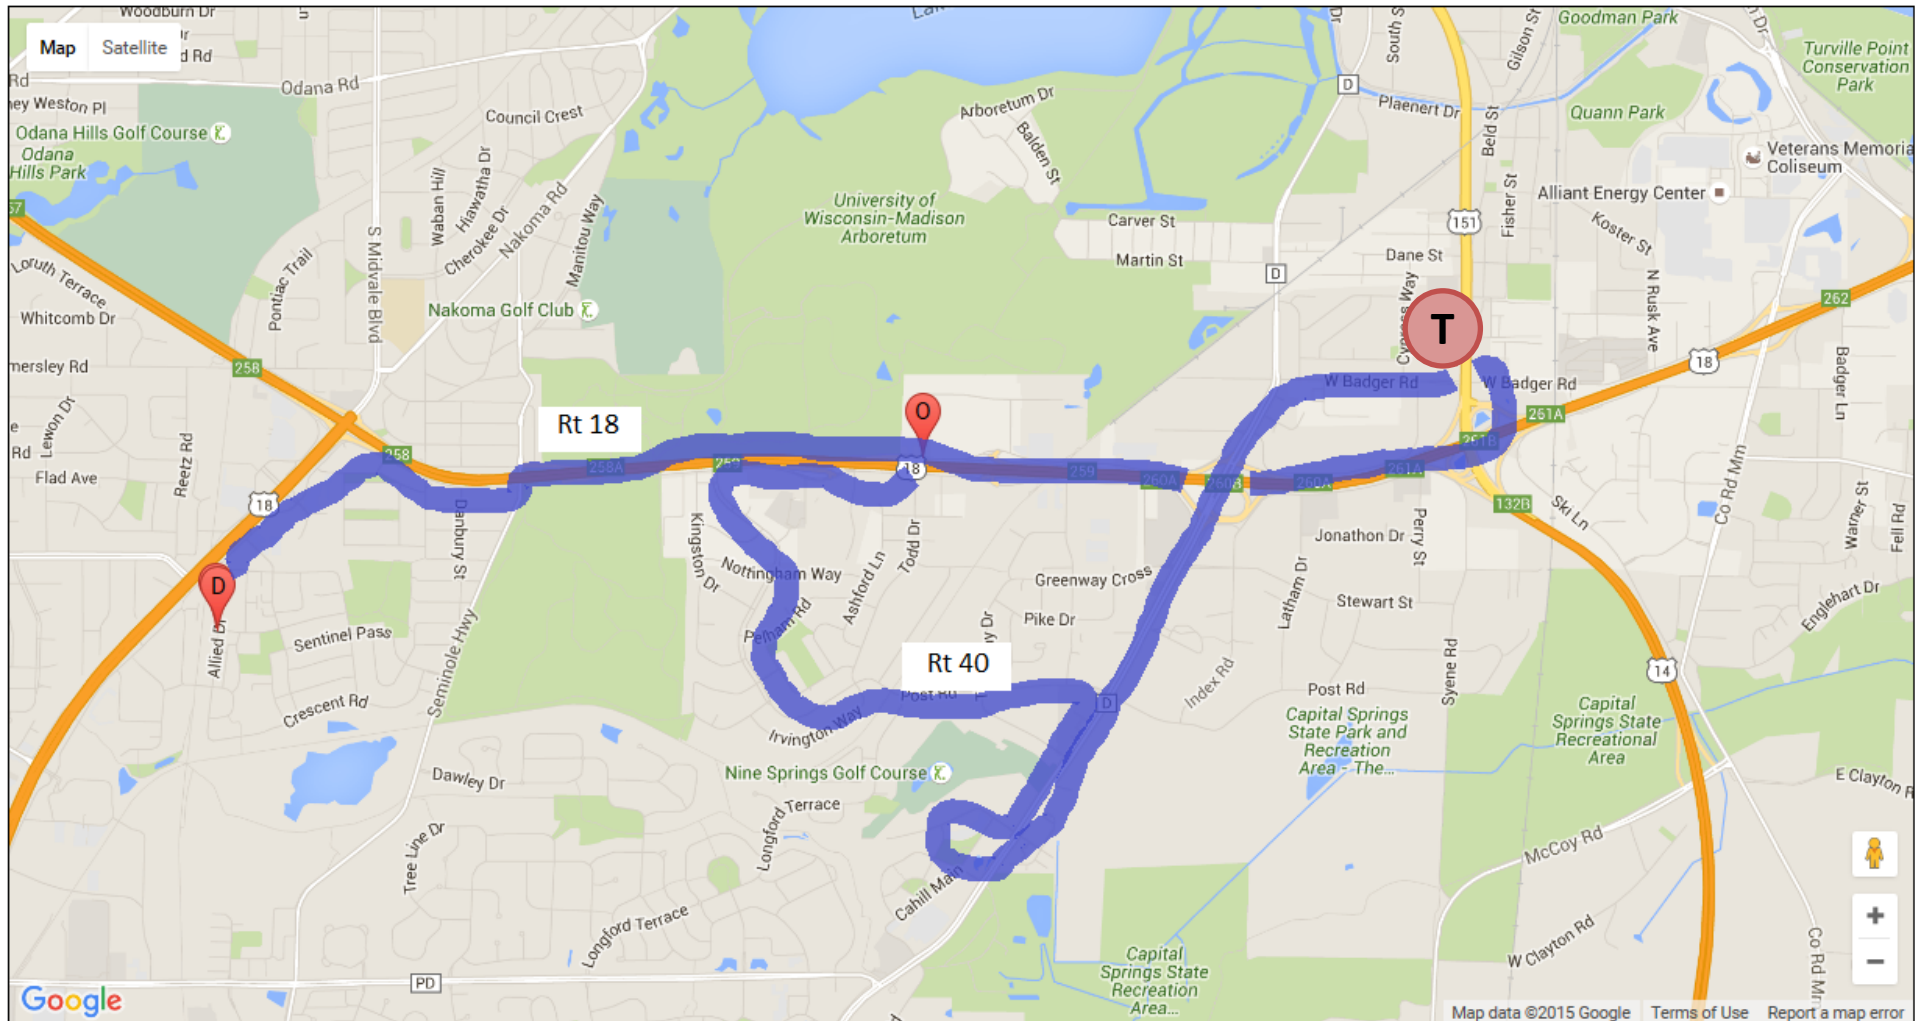 Woodburn Dr
Map
Satellite
Odana Rd
Council Crest
Odana Hills Golf Course
Odana
Hills Park
Waban Hill
Hiawatha Dr
Cherokee Dr
Nakoma Rd
Manitou Way
S Midvale Blvd
Pontiac Trail
Loruth Terrace
Whitcomb Dr
Nakoma Golf Club
University of
Wisconsin-Madison
Arboretum
Arboretum Dr
Balden St
Carver St
Martin St
D
Plaenert Dr
Goodman Park
Gilson St
Turville Point
Conservation
Park
Quann Park
Beld St
Fisher St
151
Alliant Energy Center
Veterans Memoria
Coliseum
Koster St
N Rusk Ave
Dane St
D
T
262
18
Badger Ln
W Badger Rd
W Badger Rd
261A
261B
258
Lewon Dr
Reetz Rd
Flad Ave
258
Rt 18
O
18
18
258A
259
260A
260B
260A
261A
132B
Ski Ln
Co Rd Mm
Warner St
Fell Rd
Danbury St
Kingston Dr
Nottingham Way
Ashford Ln
Todd Dr
Greenway Cross
Pike Dr
Jonathon Dr
Perry St
Latham Dr
Stewart St
Englehart Dr
D
Allied Dr
Sentinel Pass
Crescent Rd
Seminole Hwy
Pelham Rd
Rt 40
Post Rd
D
Index Rd
Post Rd
Syene Rd
14
Irvington Way
Nine Springs Golf Course
Capital Springs
State Park and
Recreation
Area - The...
Capital
Springs State
Recreational
Area
Dawley Dr
Tree Line Dr
Longford Terrace
Longford Terrace
Cahill Main
McCoy Rd
E Clayton R
W Clayton Rd
Co Rd Mm
PD
Capital
Springs State
Recreation
Area...
Google
Map data ©2015 Google
Terms of Use
Report a map error